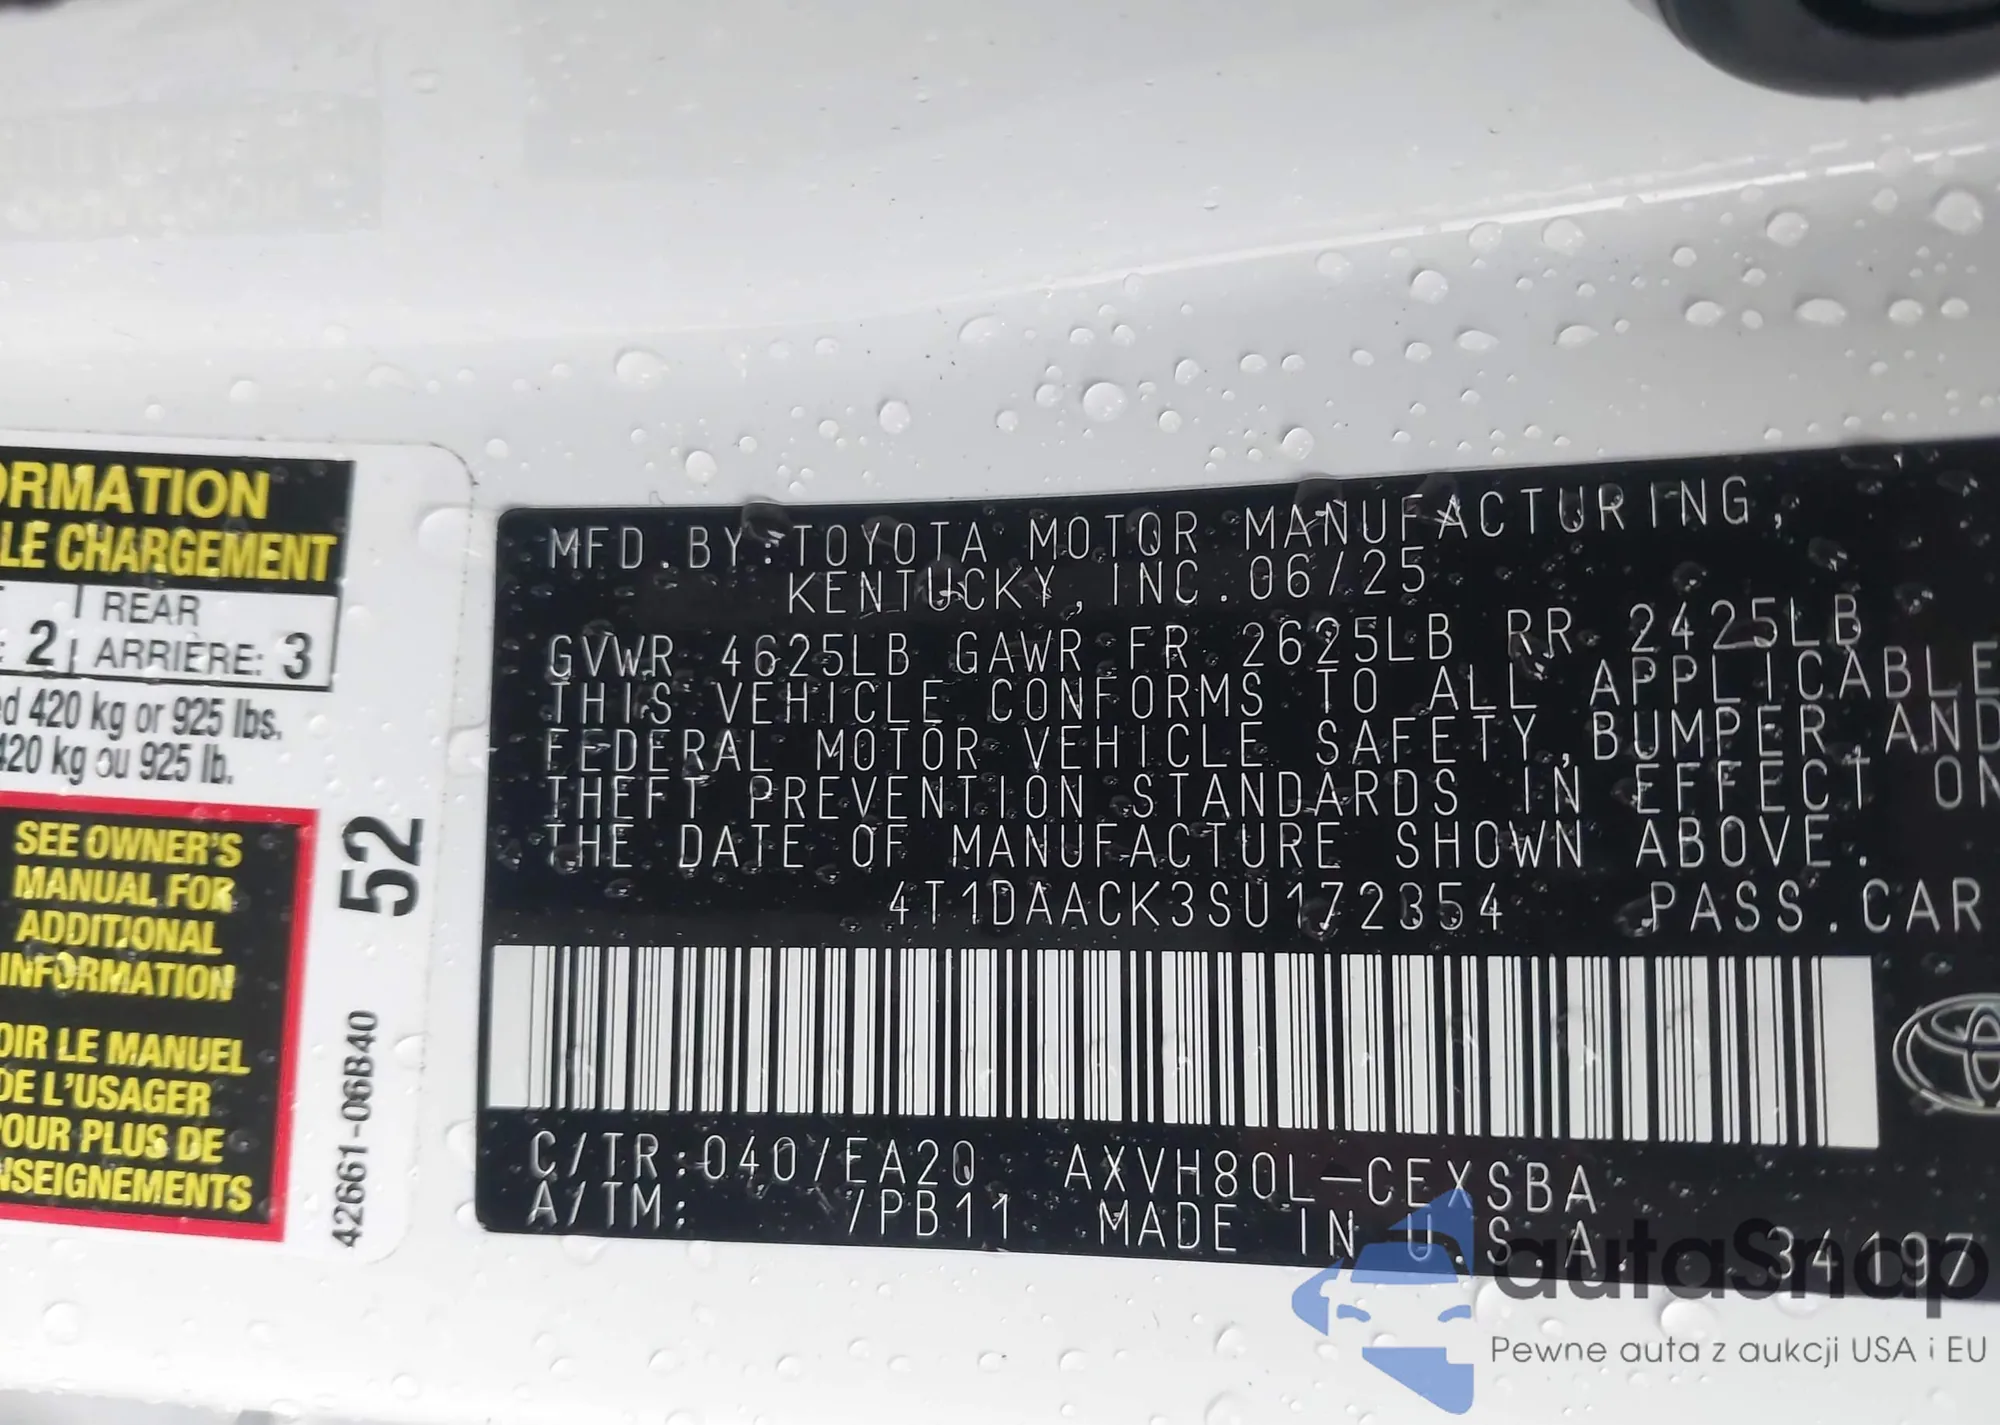 ORMATION
LE CHARGEMENT
REAR
2 ARRIÈRE: 3
ed 420 kg or 925 lbs.
420 kg ou 925 lb.
SEE OWNER'S
MANUAL FOR
ADDITIONAL
INFORMATION
OIR LE MANUEL
DE L'USAGER
POUR PLUS DE
NSEIGNEMENTS
52
42661-06B40
MFD.BY:TOYOTA MOTOR MANUFACTURING,
KENTUCKY,INC.06/25
GVWR 4625LB GAWR FR 2625LB RR 2425LB
THIS VEHICLE CONFORMS TO ALL APPLICABLE
FEDERAL MOTOR VEHICLE SAFETY,BUMPER,AND
THEFT PREVENTION STANDARDS IN EFFECT ON
THE DATE OF MANUFACTURE SHOWN ABOVE.
4T1DAACK3SU172354 PASS.CAR
C/TR:040/EA20 AXVH80L-CEXSBA
A/TM: /PB11 MADE IN U.S.A. 34197
autaSnap
Pewne auta z aukcji USA i EU